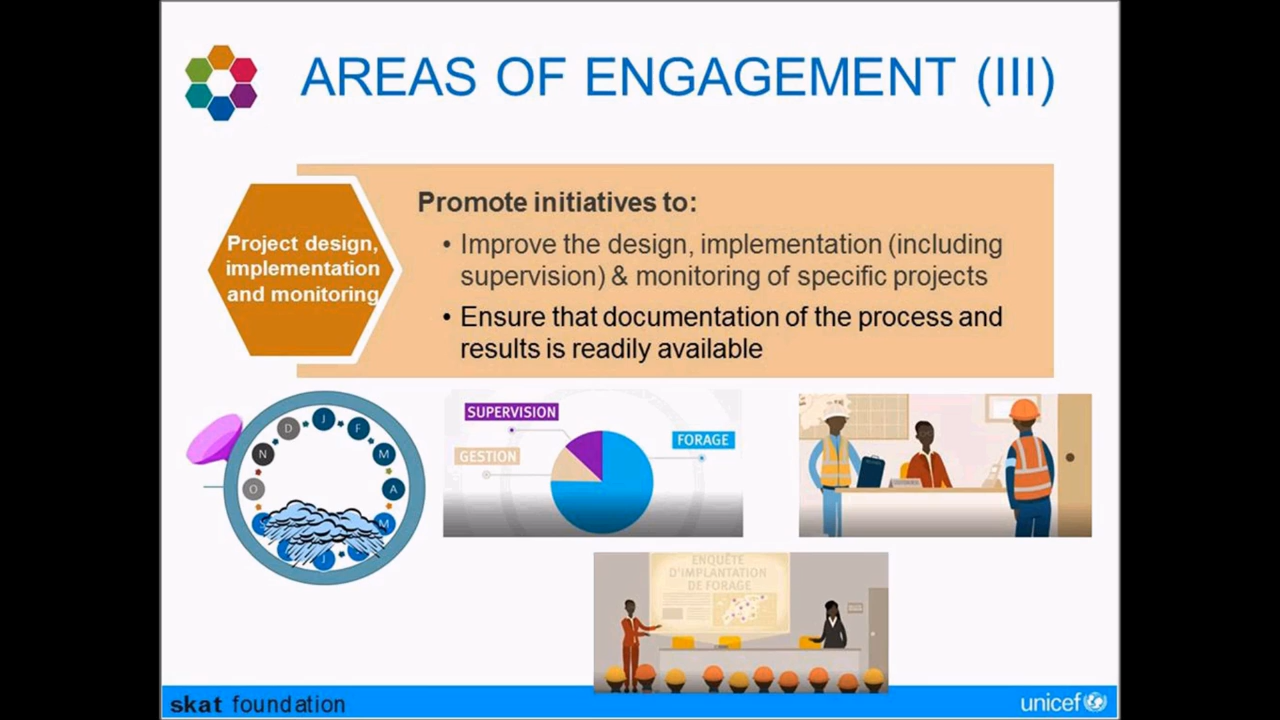 AREAS OF ENGAGEMENT (III)
Project design,
implementation
and monitoring
Promote initiatives to:
• Improve the design, implementation (including
supervision) & monitoring of specific projects
• Ensure that documentation of the process and
results is readily available
J
F
M
A
M
J
O
N
D
SUPERVISION
GESTION
FORAGE
ENQUÊTE
D'IMPLANTATION
DE FORAGE
skat foundation
unicef